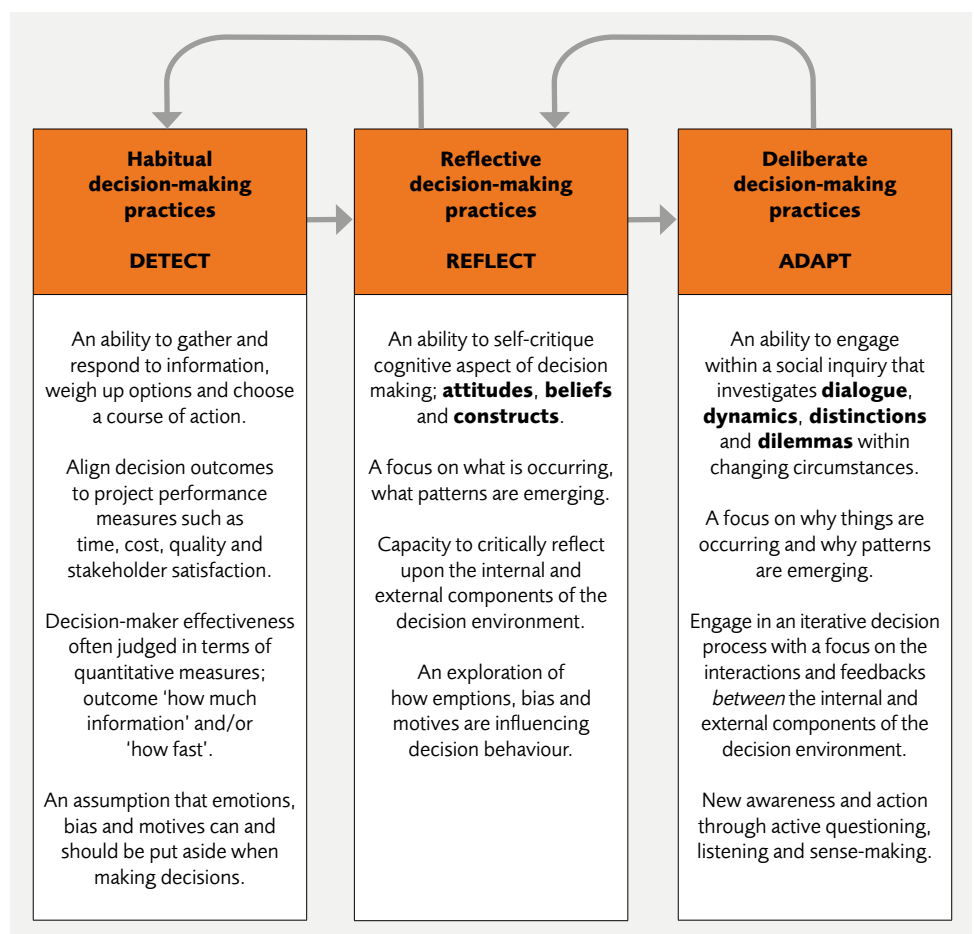 Habitual
decision-making
practices
DETECT
An ability to gather and
respond to information,
weigh up options and choose
a course of action.
Align decision outcomes
to project performance
measures such as
time, cost, quality and
stakeholder satisfaction.
Decision-maker effectiveness
often judged in terms of
quantitative measures;
outcome ‘how much
information’ and/or
‘how fast’.
An assumption that emotions,
bias and motives can and
should be put aside when
making decisions.
Reflective
decision-making
practices
REFLECT
An ability to self-critique
cognitive aspect of decision
making; attitudes, beliefs
and constructs.
A focus on what is occurring,
what patterns are emerging.
Capacity to critically reflect
upon the internal and
external components of the
decision environment.
An exploration of
how emptions, bias and
motives are influencing
decision behaviour.
Deliberate
decision-making
practices
ADAPT
An ability to engage
within a social inquiry that
investigates dialogue,
dynamics, distinctions
and dilemmas within
changing circumstances.
A focus on why things are
occurring and why patterns
are emerging.
Engage in an iterative decision
process with a focus on the
interactions and feedbacks
between the internal and
external components of the
decision environment.
New awareness and action
through active questioning,
listening and sense-making.